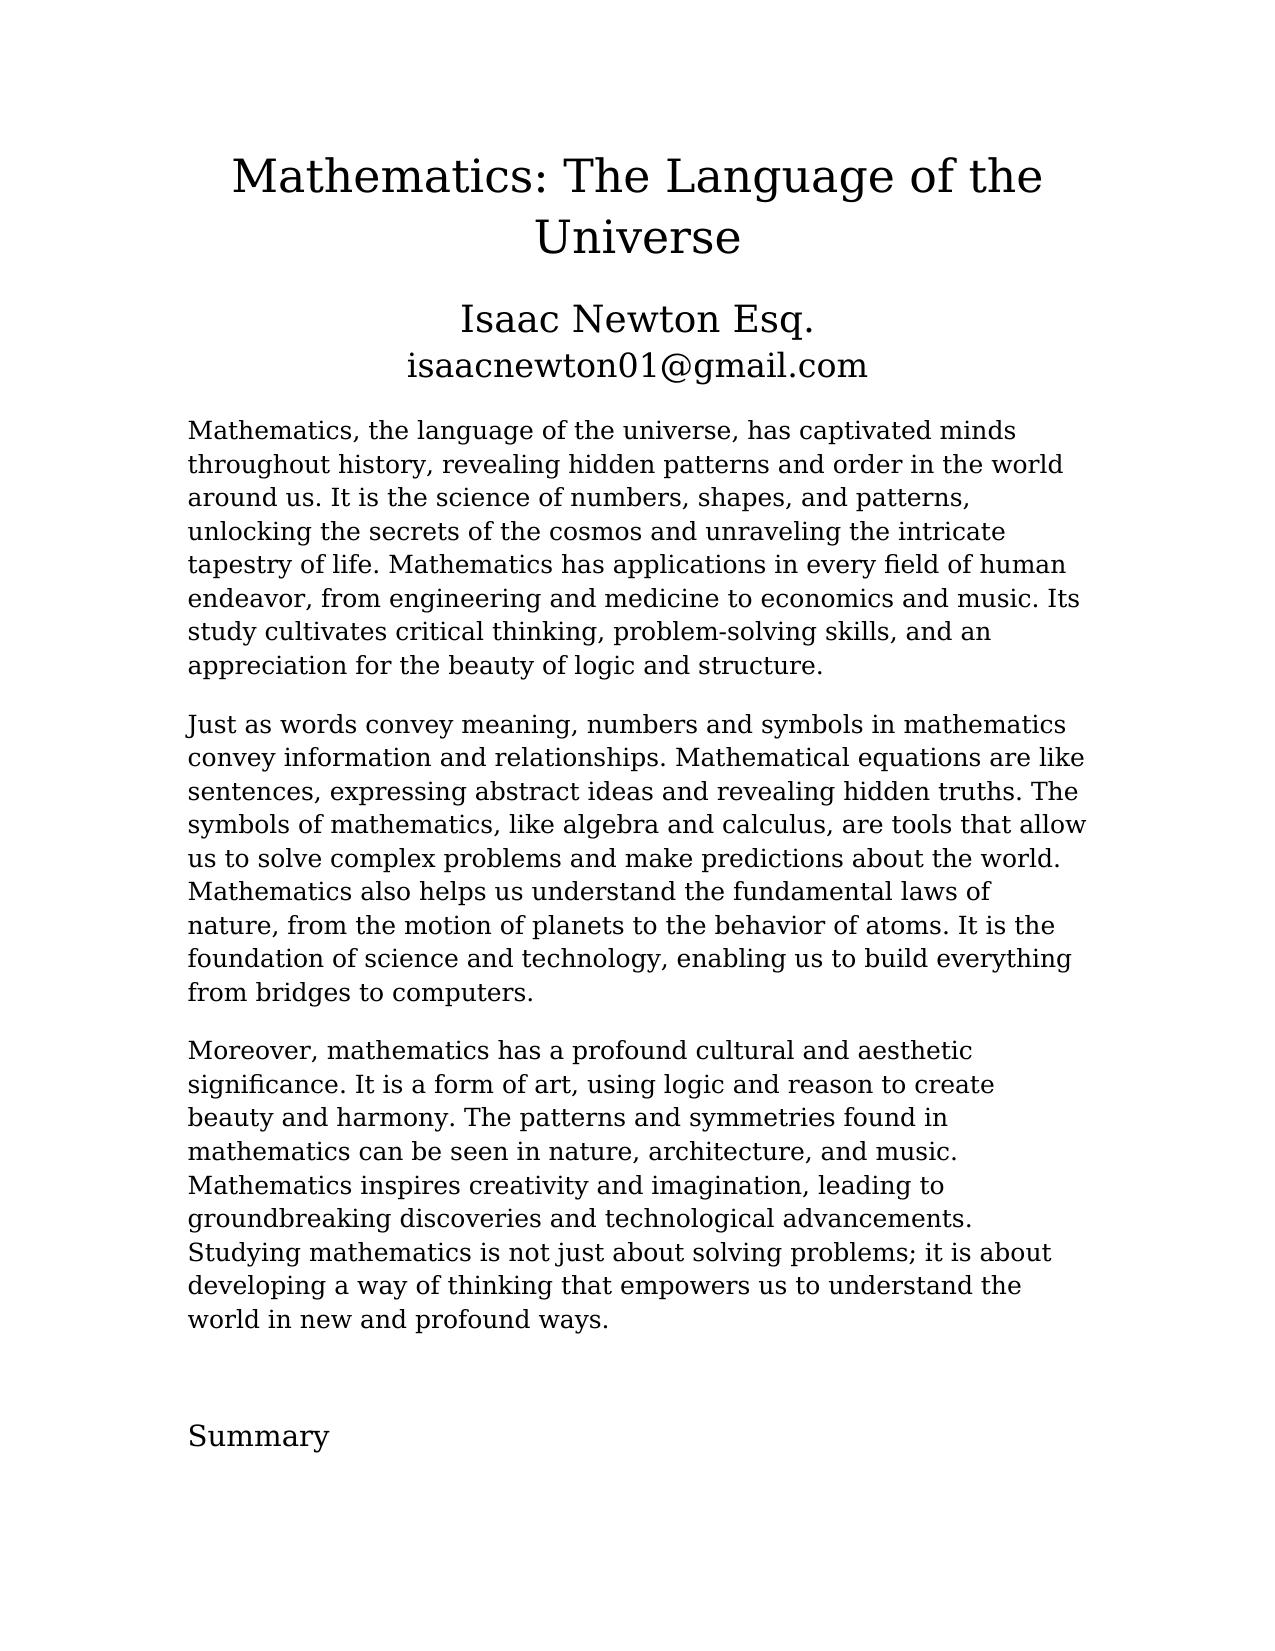 Mathematics: The Language of the
Universe
Isaac Newton Esq.
isaacnewton01@gmail.com
Mathematics, the language of the universe, has captivated minds
throughout history, revealing hidden patterns and order in the world
around us. It is the science of numbers, shapes, and patterns,
unlocking the secrets of the cosmos and unraveling the intricate
tapestry of life. Mathematics has applications in every field of human
endeavor, from engineering and medicine to economics and music. Its
study cultivates critical thinking, problem-solving skills, and an
appreciation for the beauty of logic and structure.
Just as words convey meaning, numbers and symbols in mathematics
convey information and relationships. Mathematical equations are like
sentences, expressing abstract ideas and revealing hidden truths. The
symbols of mathematics, like algebra and calculus, are tools that allow
us to solve complex problems and make predictions about the world.
Mathematics also helps us understand the fundamental laws of
nature, from the motion of planets to the behavior of atoms. It is the
foundation of science and technology, enabling us to build everything
from bridges to computers.
Moreover, mathematics has a profound cultural and aesthetic
significance. It is a form of art, using logic and reason to create
beauty and harmony. The patterns and symmetries found in
mathematics can be seen in nature, architecture, and music.
Mathematics inspires creativity and imagination, leading to
groundbreaking discoveries and technological advancements.
Studying mathematics is not just about solving problems; it is about
developing a way of thinking that empowers us to understand the
world in new and profound ways.
Summary